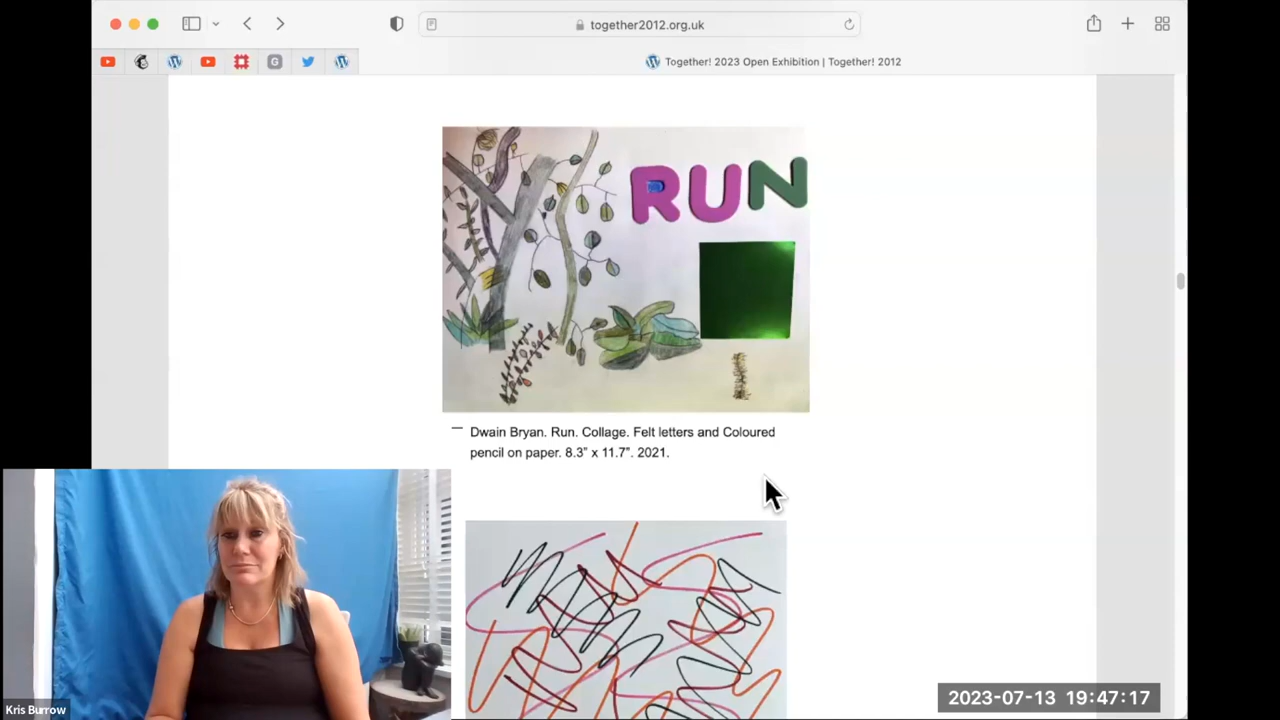 together2012.org.uk
G
Together! 2023 Open Exhibition | Together! 2012
RUN
Dwain Bryan. Run. Collage. Felt letters and Coloured
pencil on paper. 8.3" x 11.7". 2021.
Kris Burrow
2023-07-13 19:47:17